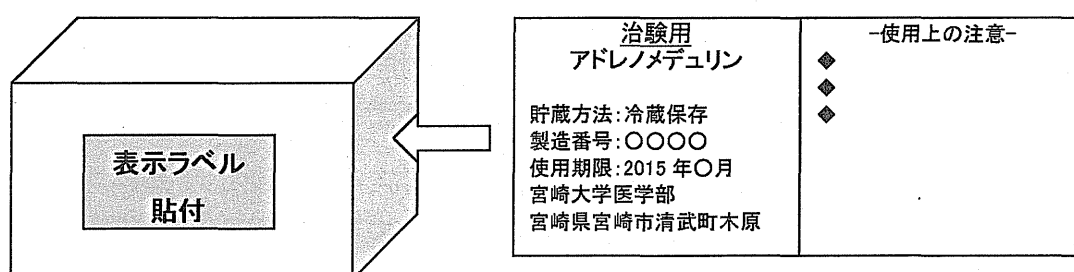 表示ラベル
貼付
治験用
アドレノメデュリン
貯蔵方法:冷蔵保存
製造番号:〇〇〇〇
使用期限:2015 年〇月
宮崎大学医学部
宮崎県宮崎市清武町木原
-使用上の注意-
◆
◆
◆